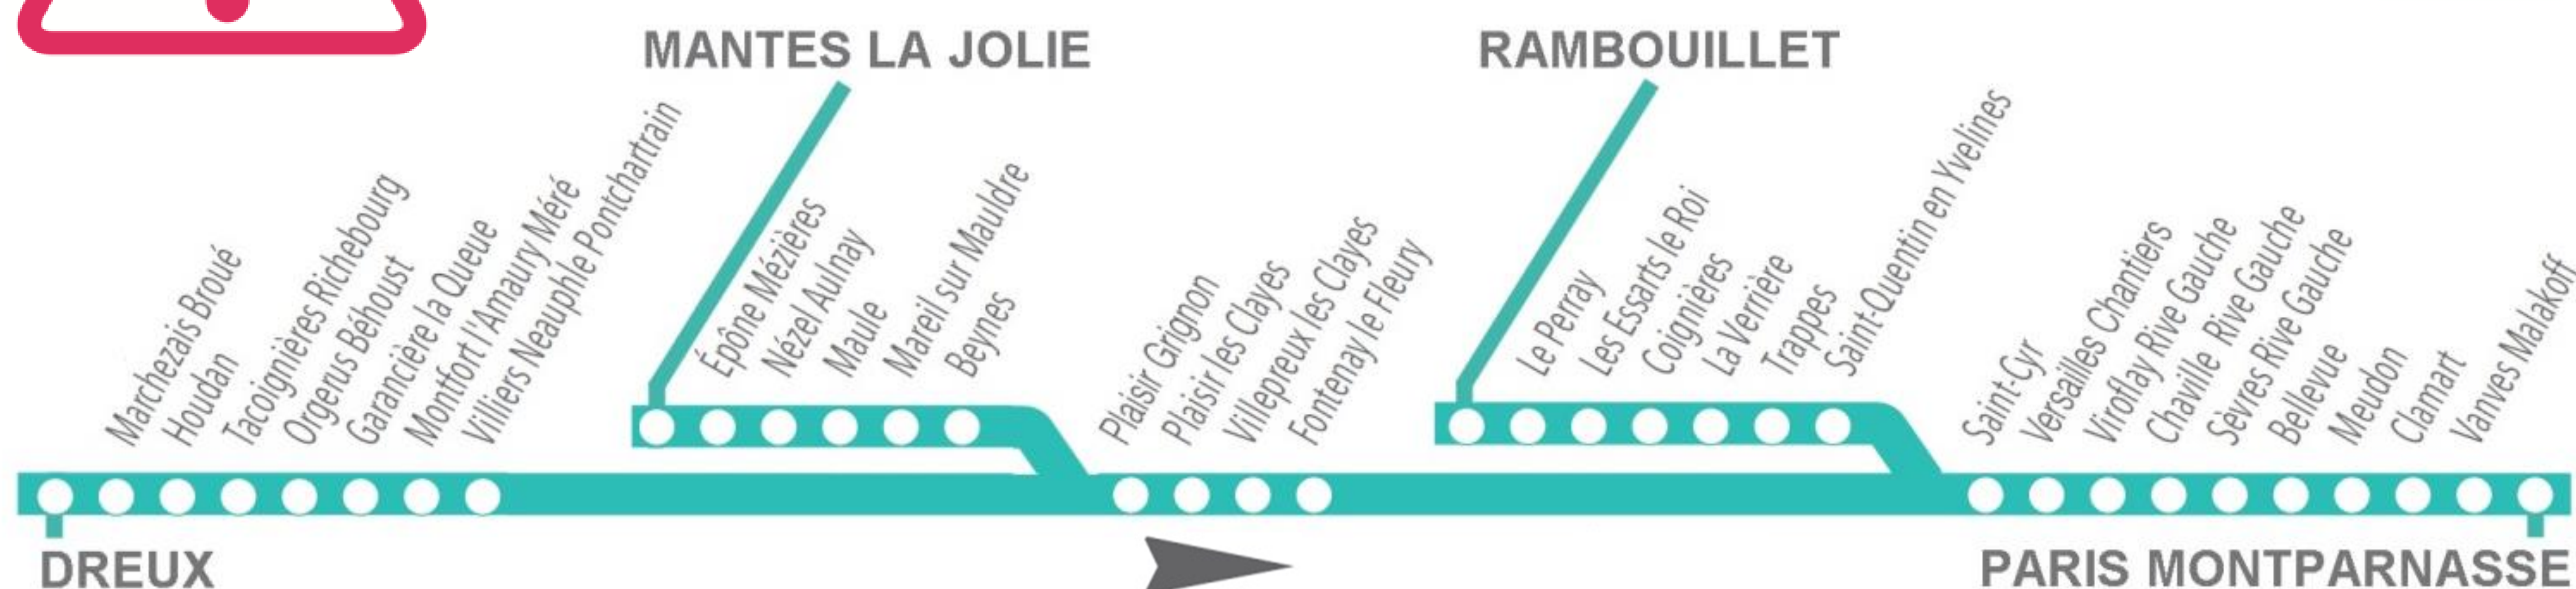 MANTES LA JOLIE
RAMBOUILLET
Marchezais Broué
Houdan
Tacoignières Richebourg
Orgerus Béhoust
Garancière la Queue
Montfort l'Amaury Méré
Villiers Neauphle Pontchartrain
Épône Mézières
Nézel Aulnay
Maule
Mareil sur Mauldre
Beynes
Plaisir Grignon
Plaisir les Clayes
Villepreux les Clayes
Fontenay le Fleury
Le Perray
Les Essarts le Roi
Coignières
La Verrière
Trappes
Saint-Quentin en Yvelines
Saint-Cyr
Versailles Chantiers
Viroflay Rive Gauche
Chaville Rive Gauche
Sèvres Rive Gauche
Bellevue
Meudon
Clamart
Vanves Malakoff
DREUX
PARIS MONTPARNASSE